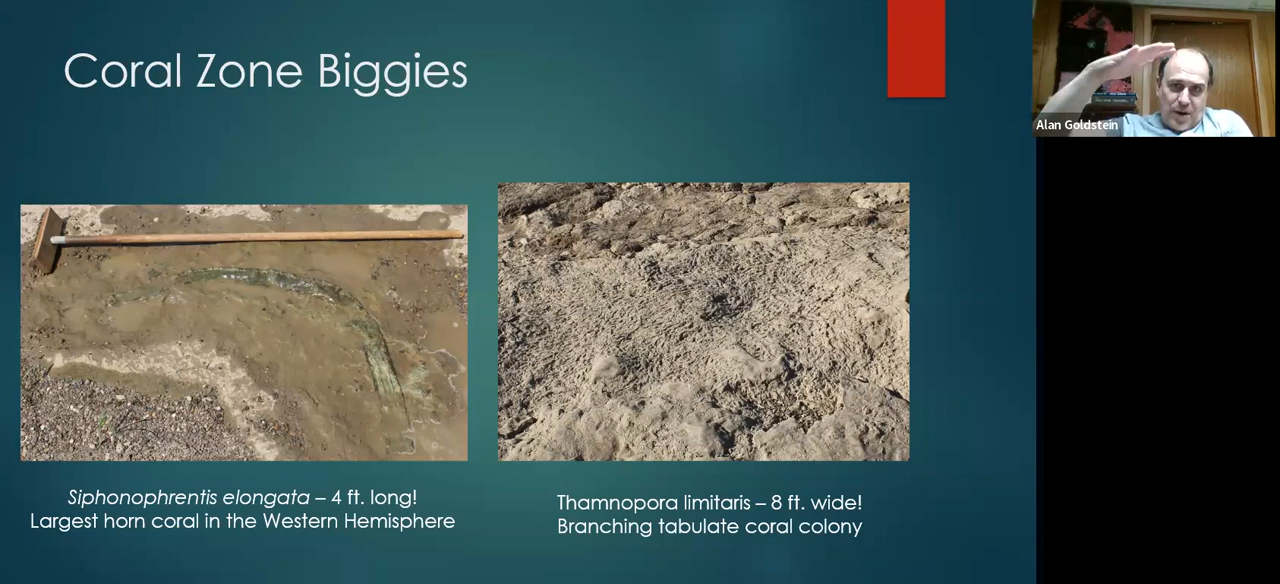 Coral Zone Biggies
Alan Goldstein
Siphonophrentis elongata – 4 ft. long!
Largest horn coral in the Western Hemisphere
Thamnopora limitaris – 8 ft. wide!
Branching tabulate coral colony